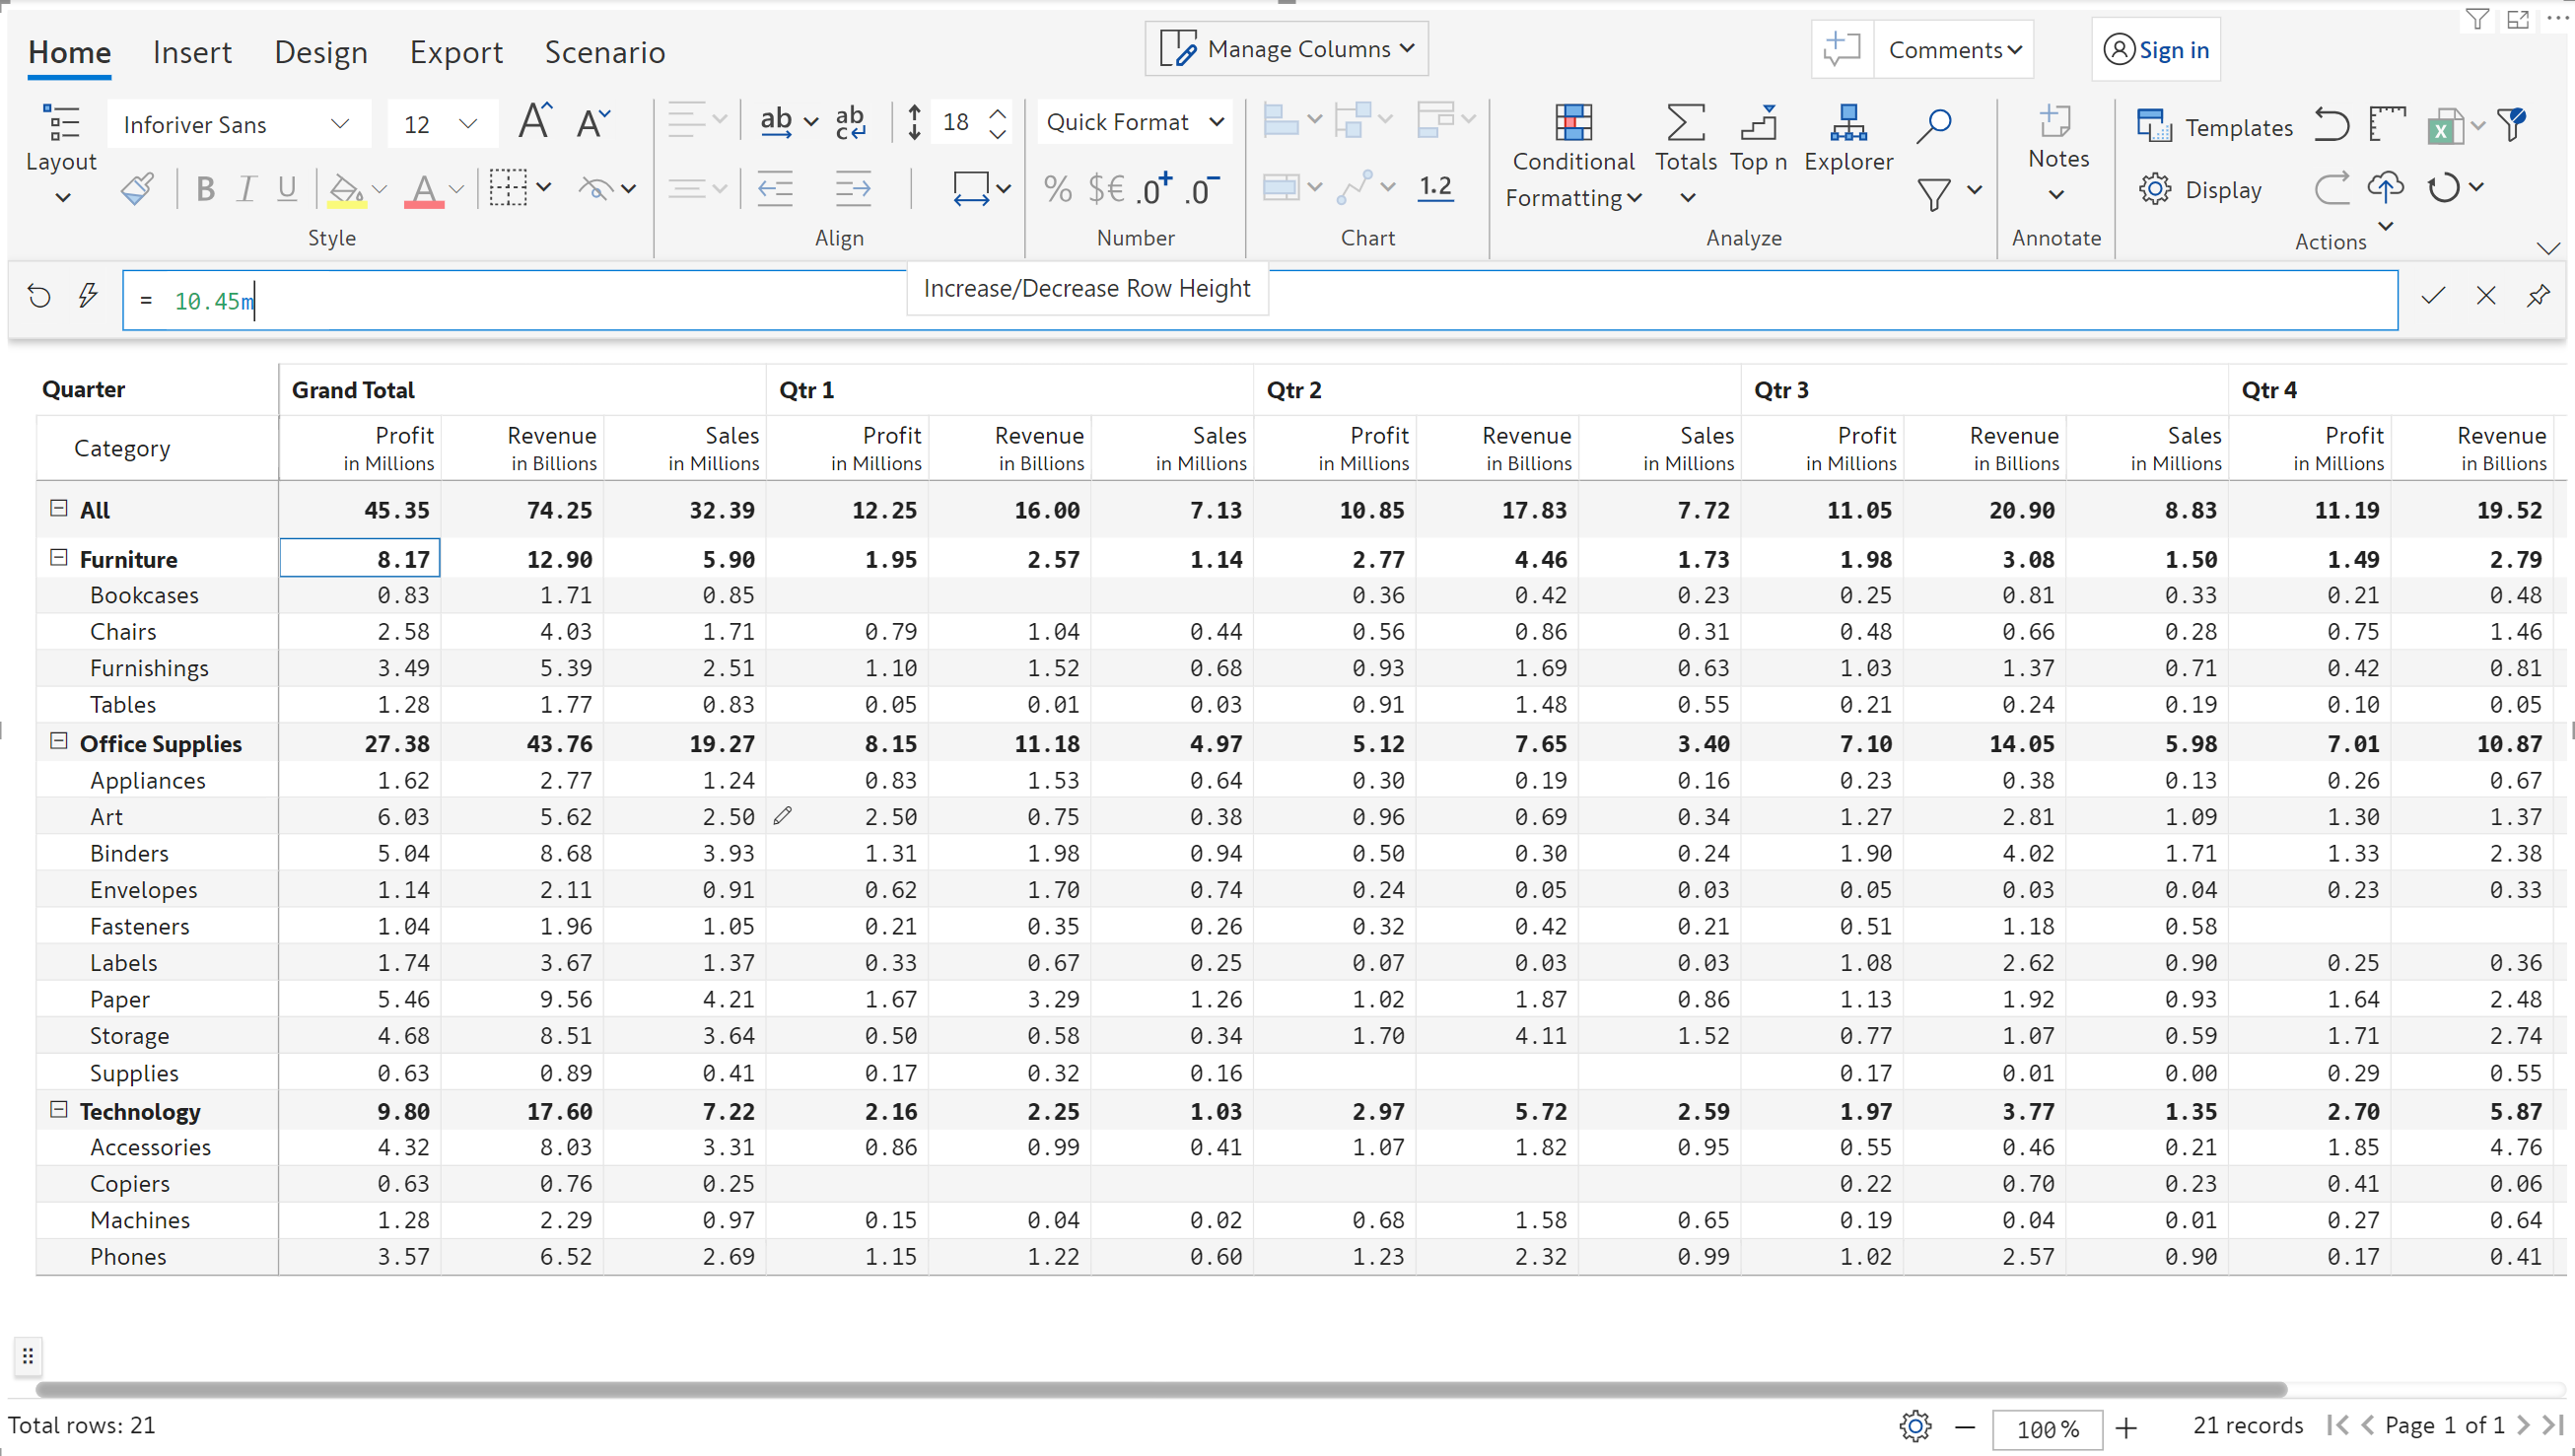 Home Insert Design Export Scenario Manage Columns Comments Sign in
Inforiver Sans 12 A A ab ab c 18 Quick Format
Layout Conditional Formatting Totals Top n Explorer Notes Templates
B I U A % $€ .0+ .0- 1.2 Display
Style Align Number Chart Analyze Annotate Actions
= 10.45m Increase/Decrease Row Height
Quarter Grand Total Qtr 1 Qtr 2 Qtr 3 Qtr 4
Category Profit Revenue Sales Profit Revenue Sales Profit Revenue Sales Profit Revenue Sales Profit Revenue
in Millions in Billions in Millions in Millions in Billions in Millions in Millions in Billions in Millions in Millions in Billions in Millions in Millions in Billions
All 45.35 74.25 32.39 12.25 16.00 7.13 10.85 17.83 7.72 11.05 20.90 8.83 11.19 19.52
Furniture 8.17 12.90 5.90 1.95 2.57 1.14 2.77 4.46 1.73 1.98 3.08 1.50 1.49 2.79
Bookcases 0.83 1.71 0.85 0.36 0.42 0.23 0.25 0.81 0.33 0.21 0.48
Chairs 2.58 4.03 1.71 0.79 1.04 0.44 0.56 0.86 0.31 0.48 0.66 0.28 0.75 1.46
Furnishings 3.49 5.39 2.51 1.10 1.52 0.68 0.93 1.69 0.63 1.03 1.37 0.71 0.42 0.81
Tables 1.28 1.77 0.83 0.05 0.01 0.03 0.91 1.48 0.55 0.21 0.24 0.19 0.10 0.05
Office Supplies 27.38 43.76 19.27 8.15 11.18 4.97 5.12 7.65 3.40 7.10 14.05 5.98 7.01 10.87
Appliances 1.62 2.77 1.24 0.83 1.53 0.64 0.30 0.19 0.16 0.23 0.38 0.13 0.26 0.67
Art 6.03 5.62 2.50 2.50 0.75 0.38 0.96 0.69 0.34 1.27 2.81 1.09 1.30 1.37
Binders 5.04 8.68 3.93 1.31 1.98 0.94 0.50 0.30 0.24 1.90 4.02 1.71 1.33 2.38
Envelopes 1.14 2.11 0.91 0.62 1.70 0.74 0.24 0.05 0.03 0.05 0.03 0.04 0.23 0.33
Fasteners 1.04 1.96 1.05 0.21 0.35 0.26 0.32 0.42 0.21 0.51 1.18 0.58
Labels 1.74 3.67 1.37 0.33 0.67 0.25 0.07 0.03 0.03 1.08 2.62 0.90 0.25 0.36
Paper 5.46 9.56 4.21 1.67 3.29 1.26 1.02 1.87 0.86 1.13 1.92 0.93 1.64 2.48
Storage 4.68 8.51 3.64 0.50 0.58 0.34 1.70 4.11 1.52 0.77 1.07 0.59 1.71 2.74
Supplies 0.63 0.89 0.41 0.17 0.32 0.16 0.17 0.01 0.00 0.29 0.55
Technology 9.80 17.60 7.22 2.16 2.25 1.03 2.97 5.72 2.59 1.97 3.77 1.35 2.70 5.87
Accessories 4.32 8.03 3.31 0.86 0.99 0.41 1.07 1.82 0.95 0.55 0.46 0.21 1.85 4.76
Copiers 0.63 0.76 0.25 0.22 0.70 0.23 0.41 0.06
Machines 1.28 2.29 0.97 0.15 0.04 0.02 0.68 1.58 0.65 0.19 0.04 0.01 0.27 0.64
Phones 3.57 6.52 2.69 1.15 1.22 0.60 1.23 2.32 0.99 1.02 2.57 0.90 0.17 0.41
Total rows: 21 100 % 21 records Page 1 of 1